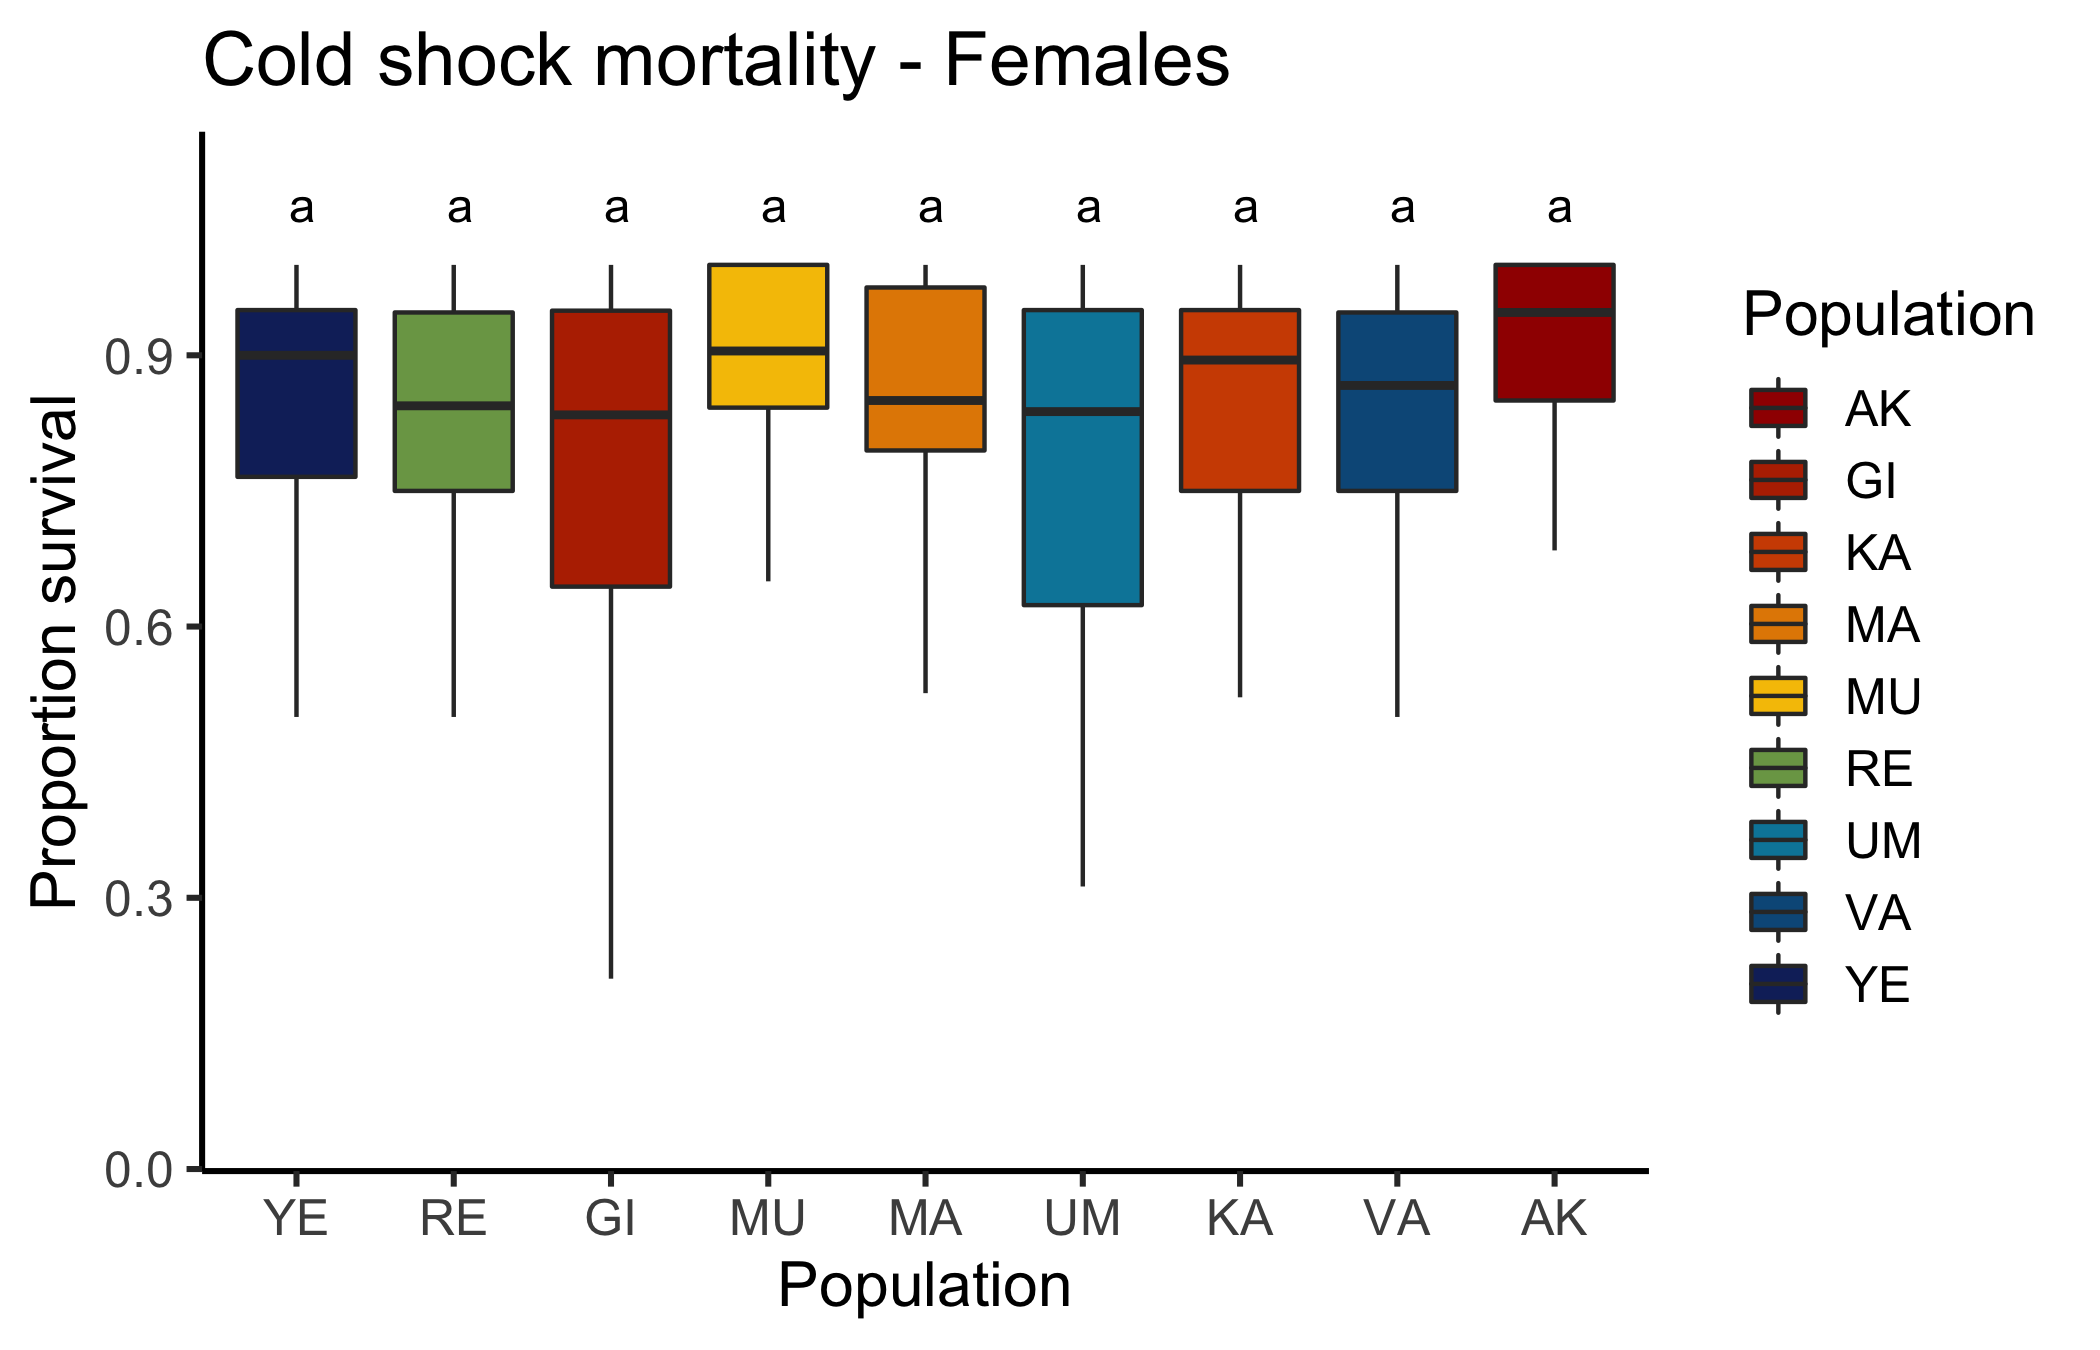 Cold shock mortality - Females
a a a a a a a a a
Proportion survival
0.9
0.6
0.3
0.0
YE RE GI MU MA UM KA VA AK
Population
Population
AK
GI
KA
MA
MU
RE
UM
VA
YE